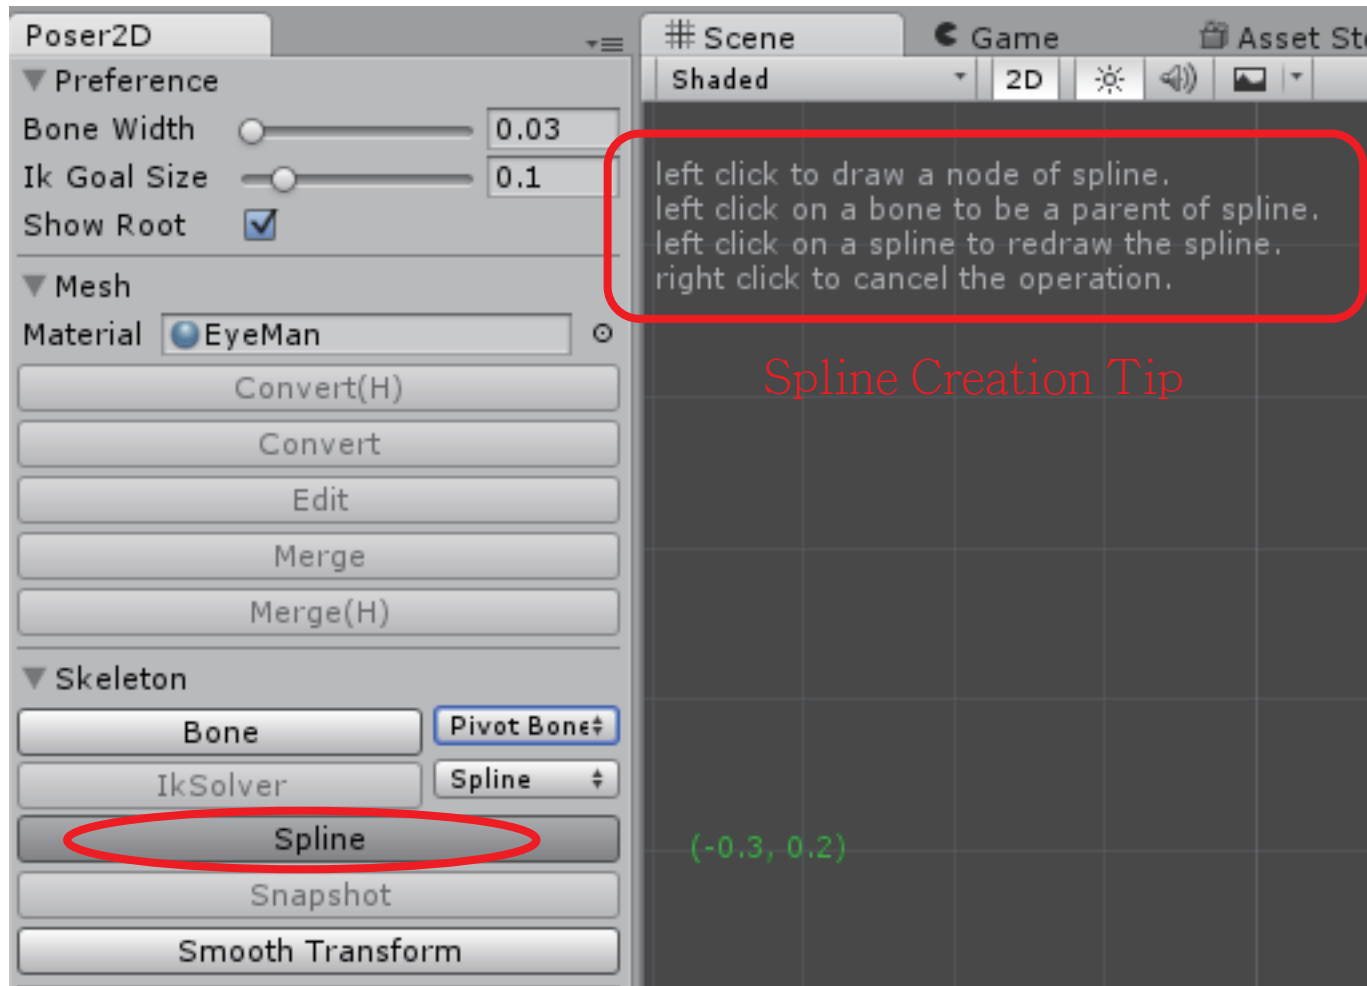 Poser2D
Preference
Bone Width 0.03
Ik Goal Size 0.1
Show Root
Mesh
Material EyeMan
Convert(H)
Convert
Edit
Merge
Merge(H)
Skeleton
Bone Pivot Bone
IkSolver Spline
Spline
Snapshot
Smooth Transform
Scene Game Asset Sto
Shaded 2D
left click to draw a node of spline.
left click on a bone to be a parent of spline.
left click on a spline to redraw the spline.
right click to cancel the operation.
Spline Creation Tip
(-0.3, 0.2)